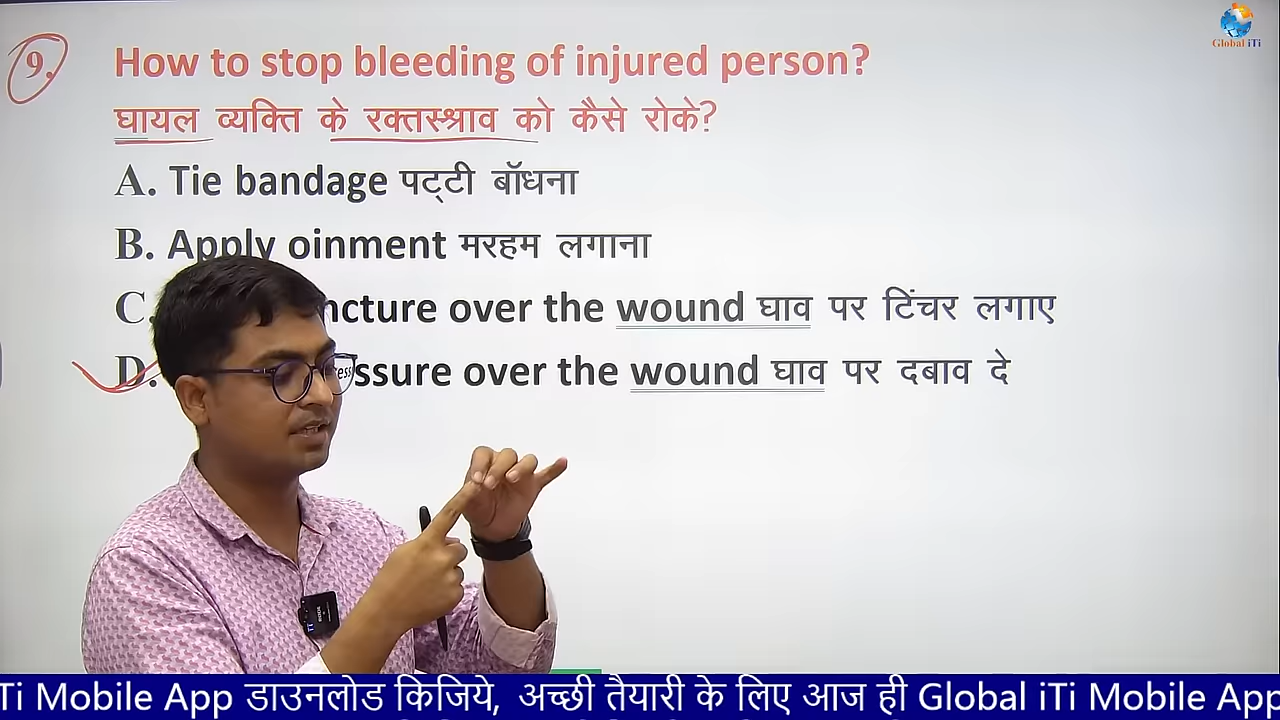 Global iTi
9. How to stop bleeding of injured person?
घायल व्यक्ति के रक्तस्श्राव को कैसे रोके?
A. Tie bandage पट्टी बाॅधना
B. Apply oinment मरहम लगाना
C. ncture over the wound घाव पर टिंचर लगाए
D. ssure over the wound घाव पर दबाव दे
Ti Mobile App डाउनलोड किजिये, अच्छी तैयारी के लिए आज ही Global iTi Mobile App